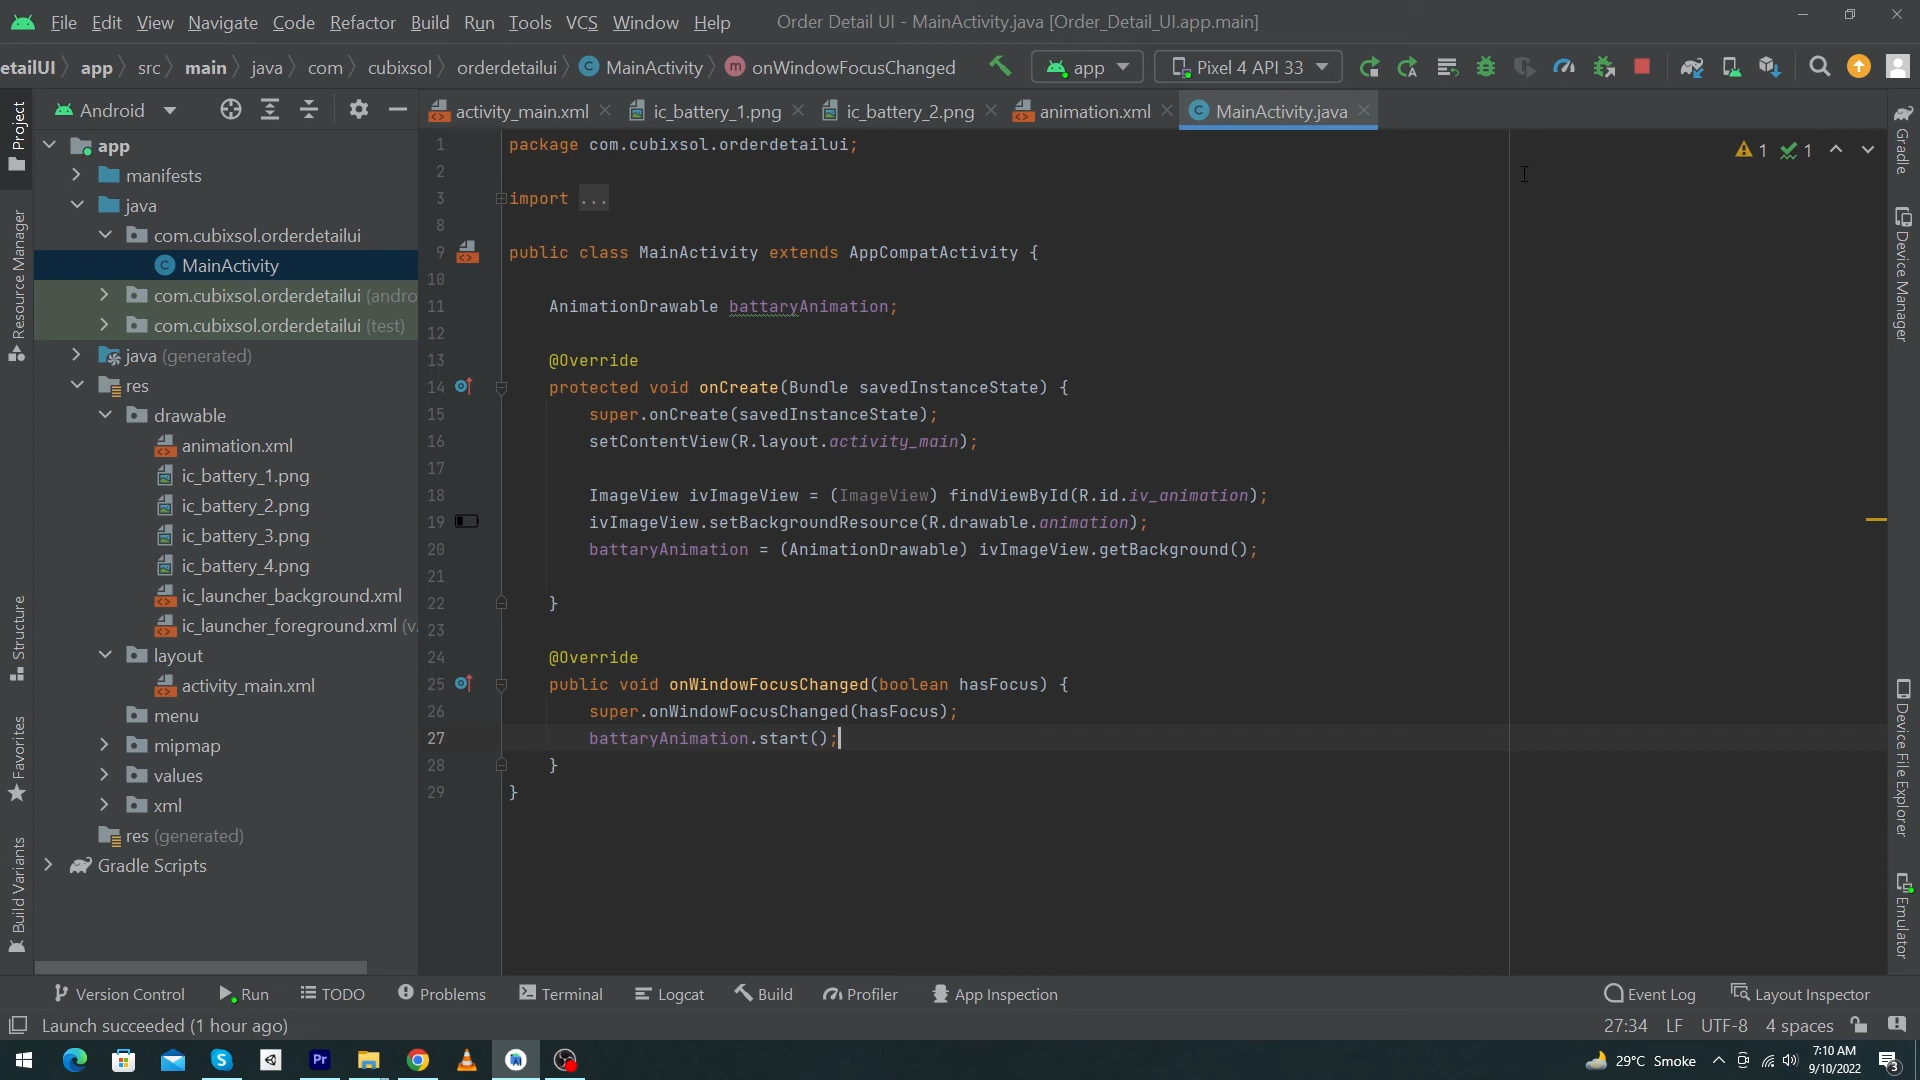 File Edit View Navigate Code Refactor Build Run Tools VCS Window Help Order Detail UI - MainActivity.java [Order_Detail_UI.app.main]
etailUI app src main java com cubixsol orderdetailui MainActivity onWindowFocusChanged app Pixel 4 API 33
Android activity_main.xml ic_battery_1.png ic_battery_2.png animation.xml MainActivity.java
Project
Resource Manager
Structure
Favorites
Build Variants
app
manifests
java
com.cubixsol.orderdetailui
MainActivity
com.cubixsol.orderdetailui (andro
com.cubixsol.orderdetailui (test)
java (generated)
res
drawable
animation.xml
ic_battery_1.png
ic_battery_2.png
ic_battery_3.png
ic_battery_4.png
ic_launcher_background.xml
ic_launcher_foreground.xml (v
layout
activity_main.xml
menu
mipmap
values
xml
res (generated)
Gradle Scripts
1 package com.cubixsol.orderdetailui;
2
3 import ...
8
9 public class MainActivity extends AppCompatActivity {
10
11 AnimationDrawable battaryAnimation;
12
13 @Override
14 protected void onCreate(Bundle savedInstanceState) {
15 super.onCreate(savedInstanceState);
16 setContentView(R.layout.activity_main);
17
18 ImageView ivImageView = (ImageView) findViewById(R.id.iv_animation);
19 ivImageView.setBackgroundResource(R.drawable.animation);
20 battaryAnimation = (AnimationDrawable) ivImageView.getBackground();
21
22 }
23
24 @Override
25 public void onWindowFocusChanged(boolean hasFocus) {
26 super.onWindowFocusChanged(hasFocus);
27 battaryAnimation.start();
28 }
29 }
1 1
Gradle
Device Manager
Device File Explorer
Emulator
Version Control Run TODO Problems Terminal Logcat Build Profiler App Inspection Event Log Layout Inspector
Launch succeeded (1 hour ago) 27:34 LF UTF-8 4 spaces
S Pr 29°C Smoke 7:10 AM
9/10/2022 3